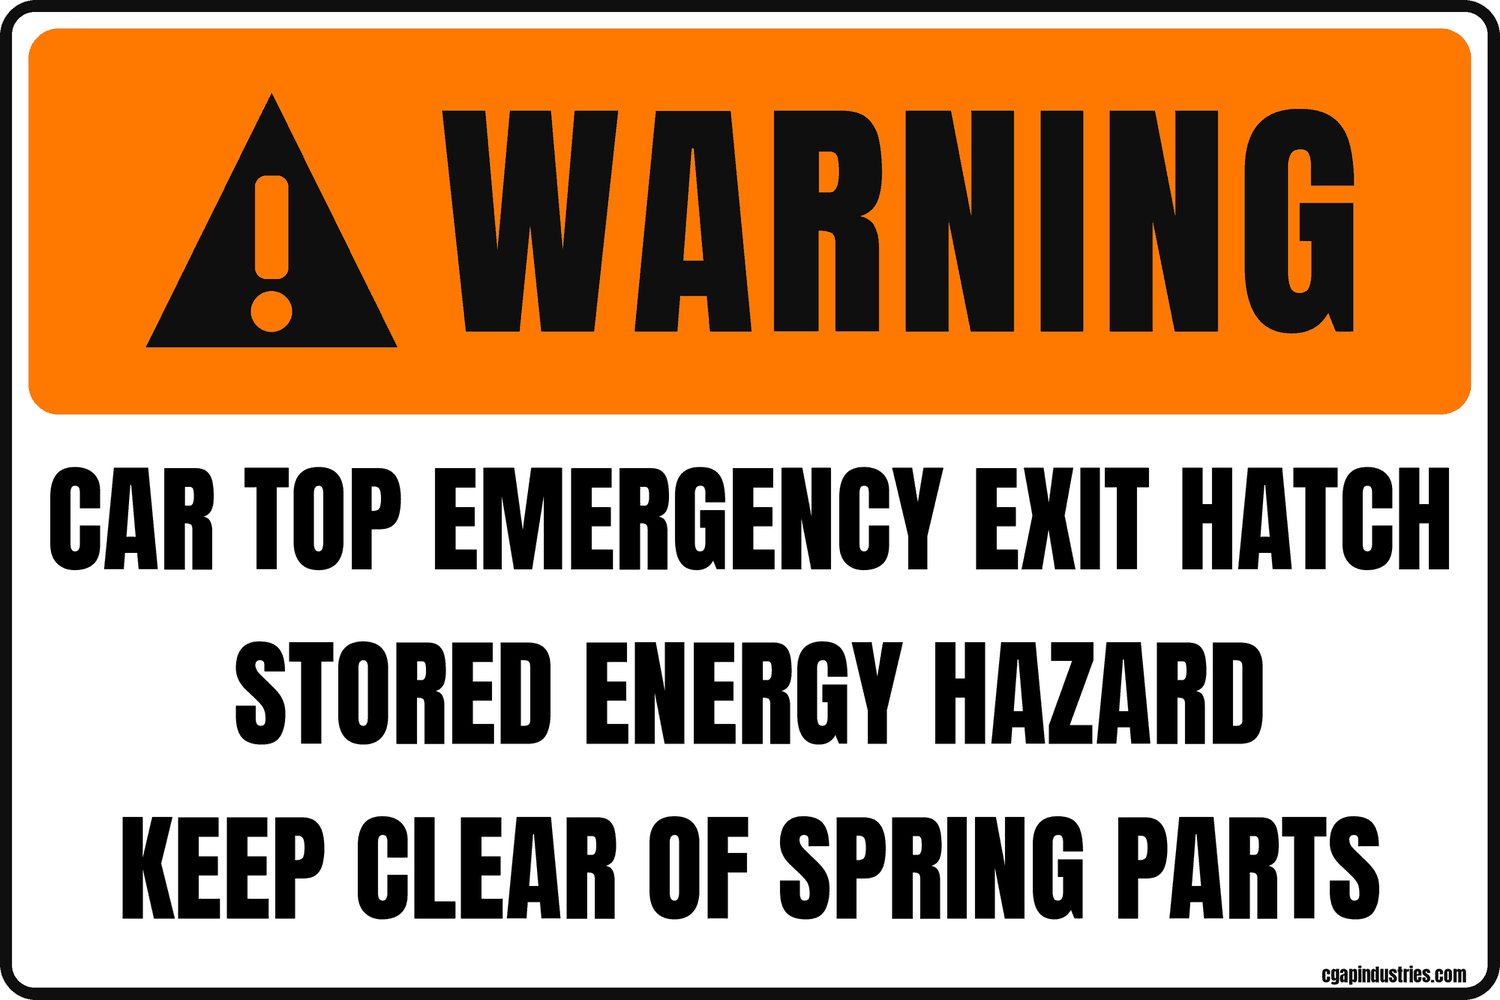 WARNING
CAR TOP EMERGENCY EXIT HATCH
STORED ENERGY HAZARD
KEEP CLEAR OF SPRING PARTS
cgapindustries.com